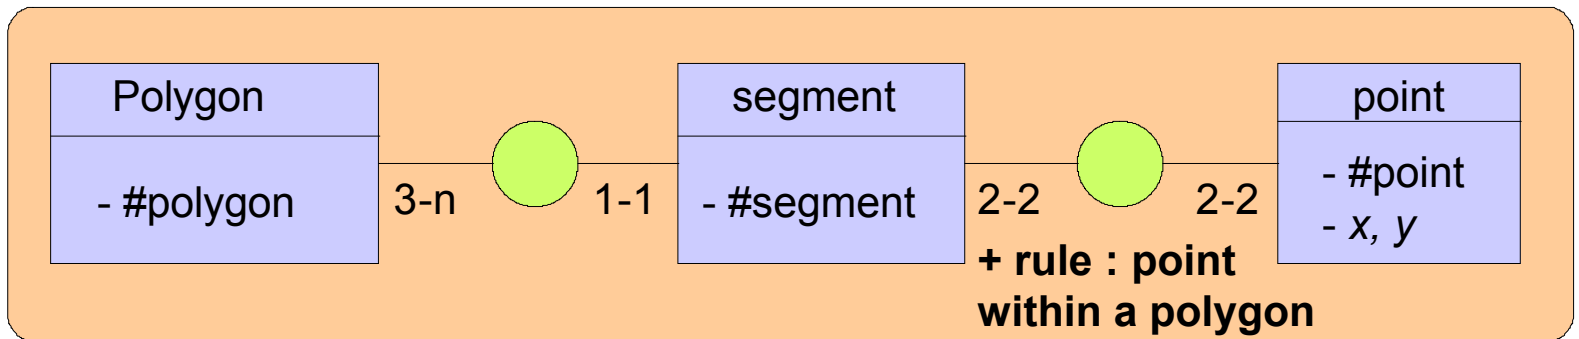 Polygon
- #polygon
3-n
1-1
segment
- #segment
2-2
2-2
+ rule : point
within a polygon
point
- #point
- x, y